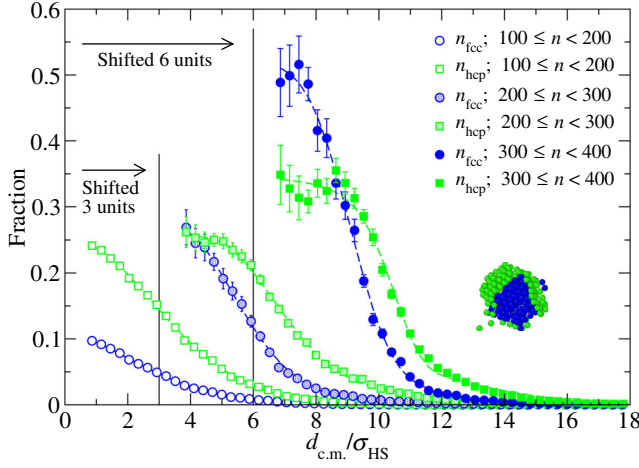 Shifted 6 units
Shifted
3 units
n_fcc; 100 ≤ n < 200
n_hcp; 100 ≤ n < 200
n_fcc; 200 ≤ n < 300
n_hcp; 200 ≤ n < 300
n_fcc; 300 ≤ n < 400
n_hcp; 300 ≤ n < 400
Fraction
0.6
0.5
0.4
0.3
0.2
0.1
0
0 2 4 6 8 10 12 14 16 18
d_c.m./σ_HS